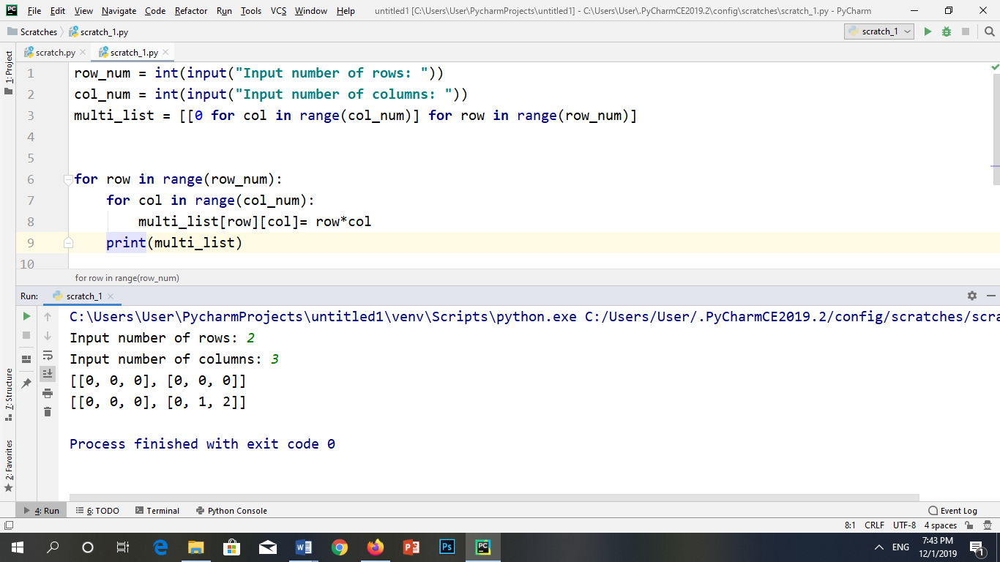 File Edit View Navigate Code Refactor Run Tools VCS Window Help untitled1 [C:\Users\User\PycharmProjects\untitled1] - C:\Users\User\.PyCharmCE2019.2\config\scratches\scratch_1.py - PyCharm
Scratches scratch_1.py scratch_1
1: Project
scratch.py scratch_1.py
1 row_num = int(input("Input number of rows: "))
2 col_num = int(input("Input number of columns: "))
3 multi_list = [[0 for col in range(col_num)] for row in range(row_num)]
4
5
6 for row in range(row_num):
7 for col in range(col_num):
8 multi_list[row][col]= row*col
9 print(multi_list)
10
for row in range(row_num)
Run: scratch_1
C:\Users\User\PycharmProjects\untitled1\venv\Scripts\python.exe C:/Users/User/.PyCharmCE2019.2/config/scratches/scra
Input number of rows: 2
Input number of columns: 3
[[0, 0, 0], [0, 0, 0]]
[[0, 0, 0], [0, 1, 2]]
Process finished with exit code 0
7: Structure
2: Favorites
4: Run 6: TODO Terminal Python Console Event Log
8:1 CRLF UTF-8 4 spaces
ENG 7:43 PM
12/1/2019 1